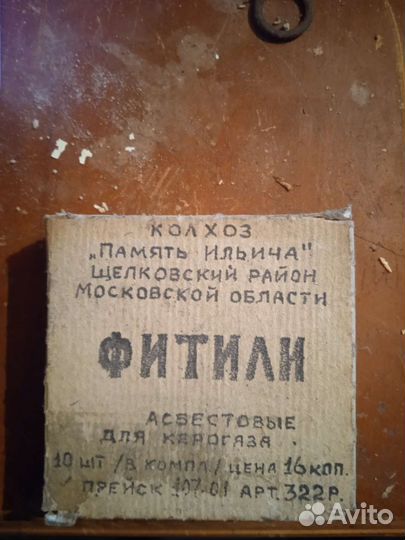 КОЛХОЗ
„ПАМЯТЬ ИЛЬИЧА"
ЩЕЛКОВСКИЙ РАЙОН
МОСКОВСКОЙ ОБЛАСТИ
ФИТИЛИ
АСБЕСТОВЫЕ
ДЛЯ КЕРОГАЗА.
10 ШТ /В КОМПЛ/ ЦЕНА 16 КОП.
ПРЕЙСК 107-01 АРТ. 322 Р.
Avito